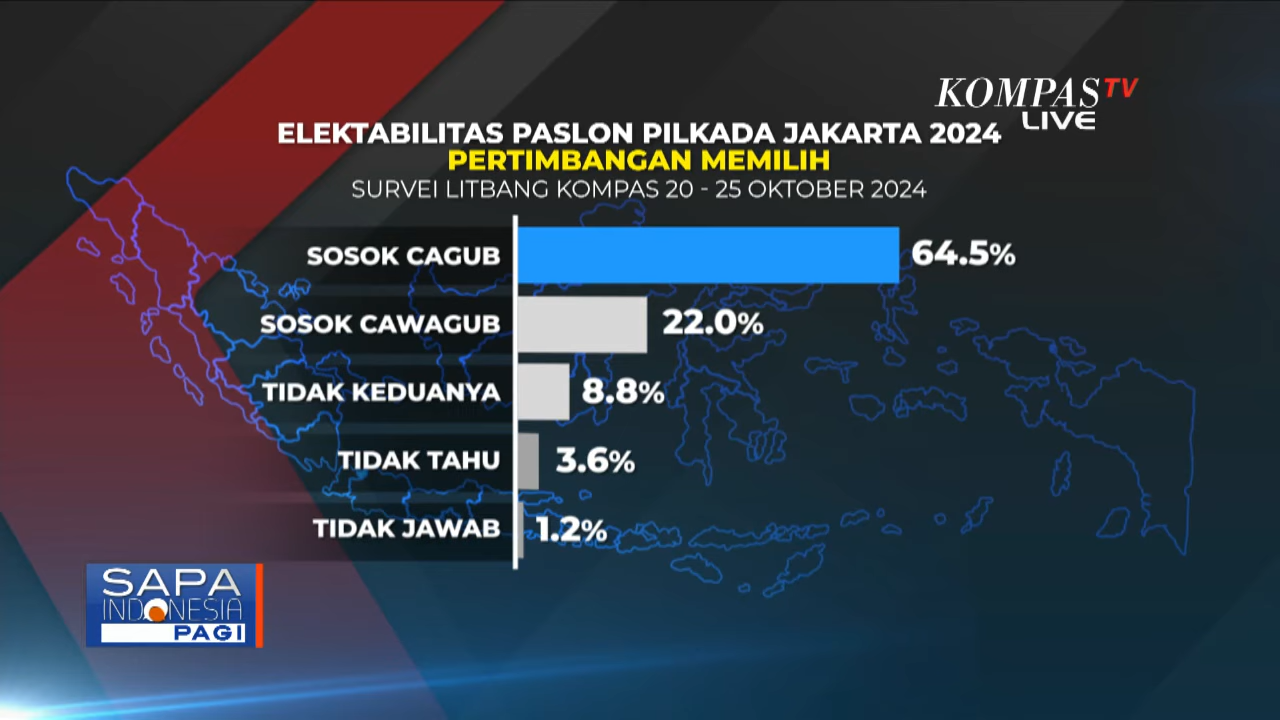 KOMPAS TV
LIVE
ELEKTABILITAS PASLON PILKADA JAKARTA 2024
PERTIMBANGAN MEMILIH
SURVEI LITBANG KOMPAS 20 - 25 OKTOBER 2024
SOSOK CAGUB 64.5%
SOSOK CAWAGUB 22.0%
TIDAK KEDUANYA 8.8%
TIDAK TAHU 3.6%
TIDAK JAWAB 1.2%
SAPA
INDONESIA
PAGI